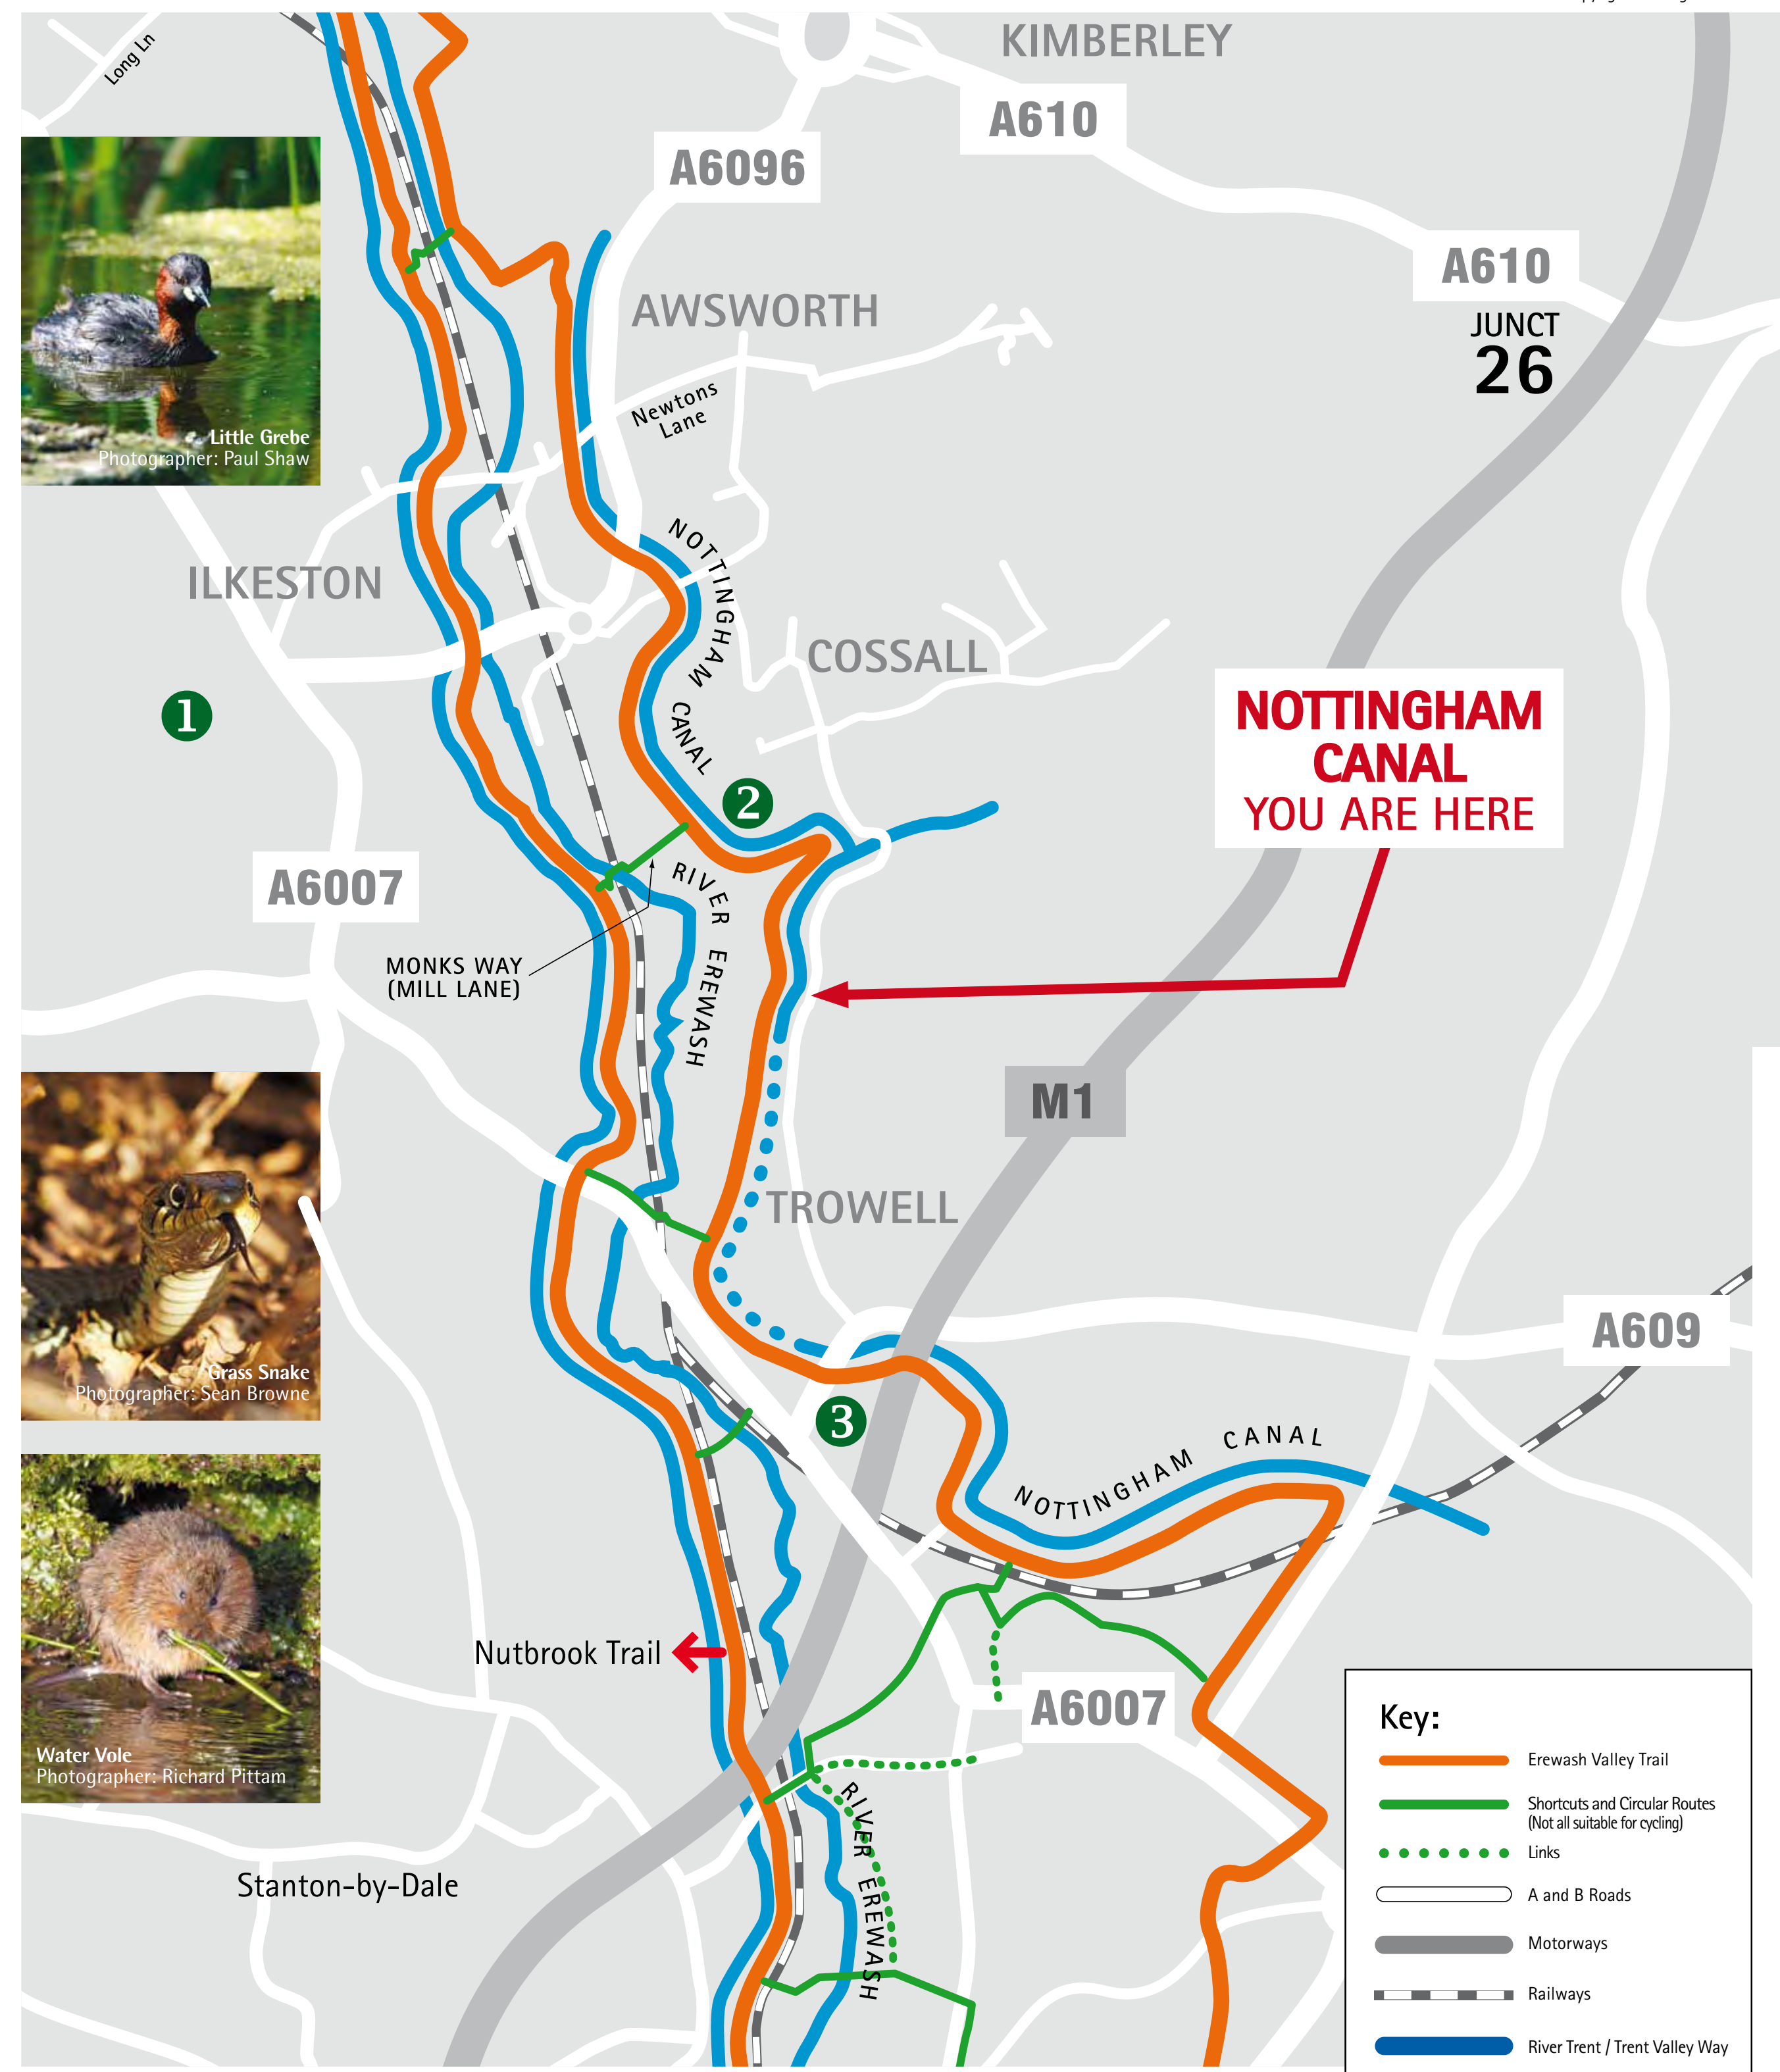 KIMBERLEY
Long Ln
A610
A6096
A610
AWSWORTH
JUNCT
26
Newtons
Lane
Little Grebe
Photographer: Paul Shaw
NOTTINGHAM CANAL
ILKESTON
COSSALL
1
NOTTINGHAM
CANAL
YOU ARE HERE
2
A6007
RIVER EREWASH
MONKS WAY
(MILL LANE)
M1
TROWELL
A609
Grass Snake
Photographer: Sean Browne
3
NOTTINGHAM CANAL
Nutbrook Trail
A6007
Water Vole
Photographer: Richard Pittam
RIVER EREWASH
Stanton-by-Dale
Key:
Erewash Valley Trail
Shortcuts and Circular Routes
(Not all suitable for cycling)
Links
A and B Roads
Motorways
Railways
River Trent / Trent Valley Way